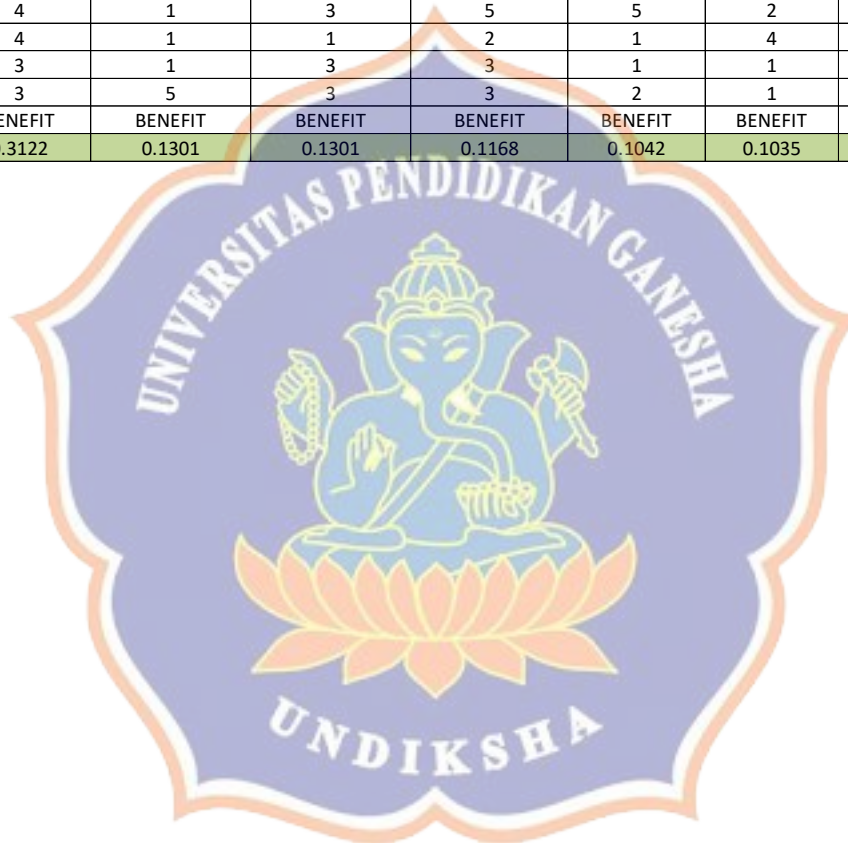 4 1 3 5 5 2
4 1 1 2 1 4
3 1 3 3 1 1
3 5 3 3 2 1
ENEFIT BENEFIT BENEFIT BENEFIT BENEFIT BENEFIT
.3122 0.1301 0.1301 0.1168 0.1042 0.1035
UNIVERSITAS PENDIDIKAN GANESHA
UNDIKSHA